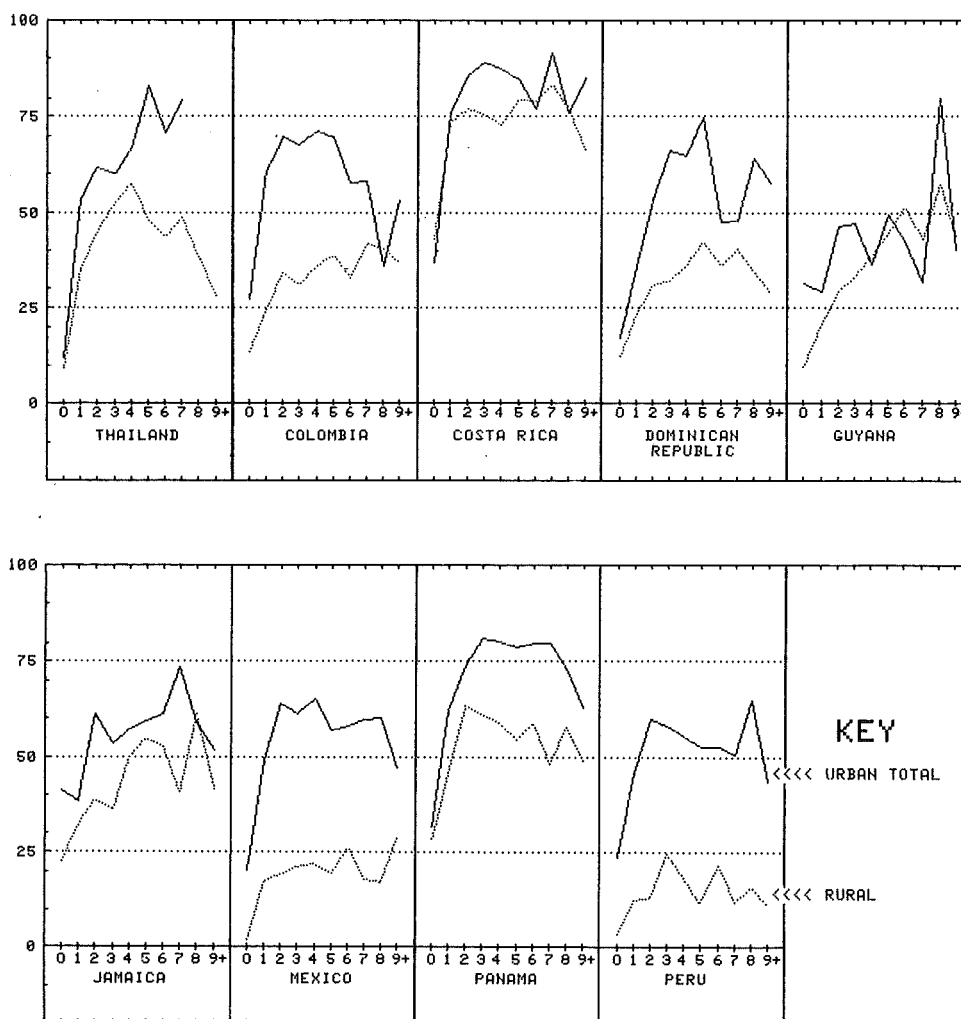 100
75
50
25
0
0 1 2 3 4 5 6 7 8 9+ 0 1 2 3 4 5 6 7 8 9+ 0 1 2 3 4 5 6 7 8 9+ 0 1 2 3 4 5 6 7 8 9+ 0 1 2 3 4 5 6 7 8 9
THAILAND COLOMBIA COSTA RICA DOMINICAN GUYANA
REPUBLIC
100
75
50
25
0
KEY
<<<< URBAN TOTAL
<<<< RURAL
0 1 2 3 4 5 6 7 8 9+ 0 1 2 3 4 5 6 7 8 9+ 0 1 2 3 4 5 6 7 8 9+ 0 1 2 3 4 5 6 7 8 9+
JAMAICA MEXICO PANAMA PERU